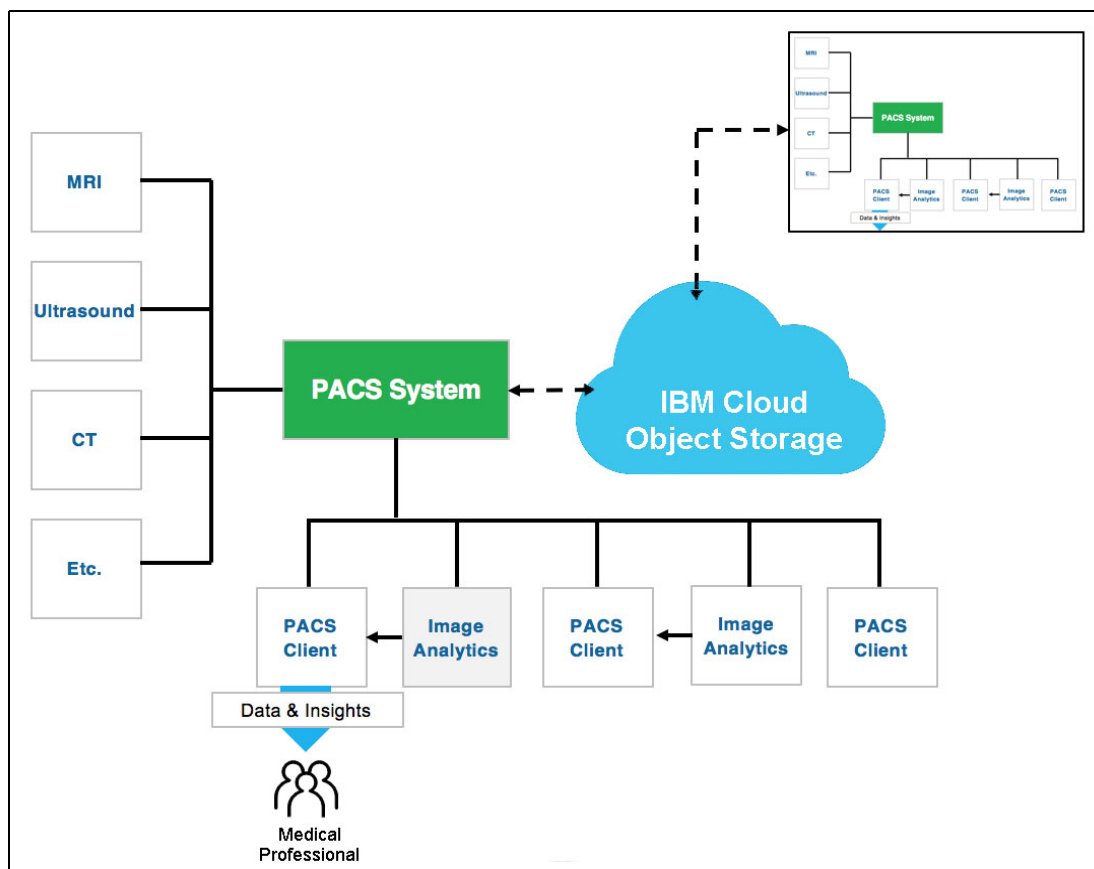 MRI
Ultrasound
CT
Etc.
PACS System
PACS
Client
Image
Analytics
PACS
Client
Image
Analytics
PACS
Client
Data & Insights
MRI
Ultrasound
CT
Etc.
PACS System
IBM Cloud
Object Storage
PACS
Client
Image
Analytics
PACS
Client
Image
Analytics
PACS
Client
Data & Insights
Medical
Professional